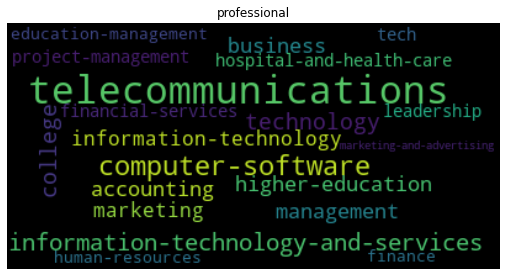 professional
education-management
tech
business
project-management
hospital-and-health-care
telecommunications
financial-services
leadership
technology
college
information-technology
marketing-and-advertising
computer-software
accounting
higher-education
marketing
management
information-technology-and-services
human-resources
finance